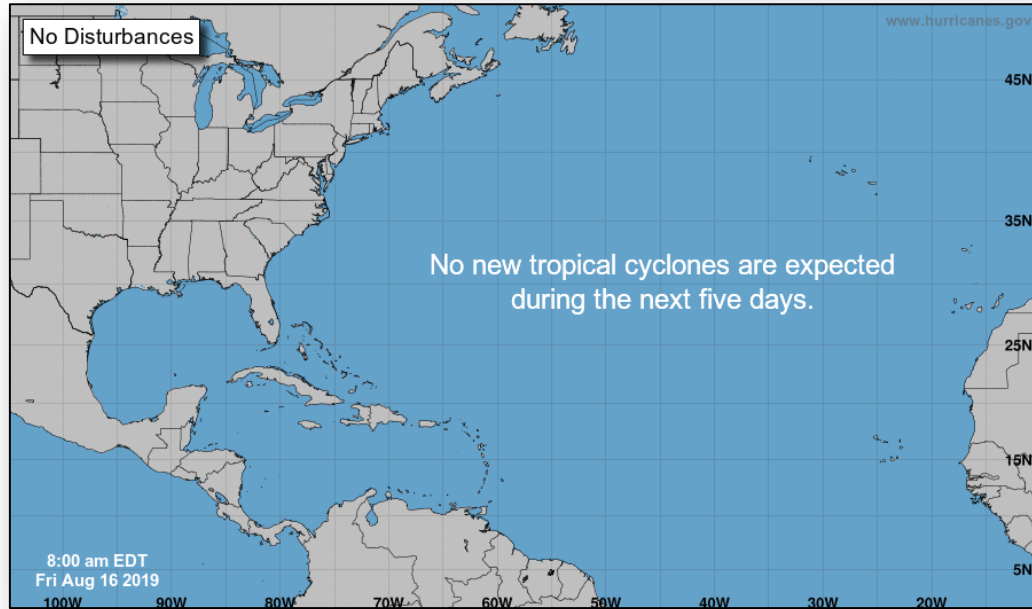 www.hurricanes.gov
No Disturbances
45N
35N
No new tropical cyclones are expected
during the next five days.
25N
15N
8:00 am EDT
Fri Aug 16 2019
5N
100W 90W 80W 70W 60W 50W 40W 30W 20W